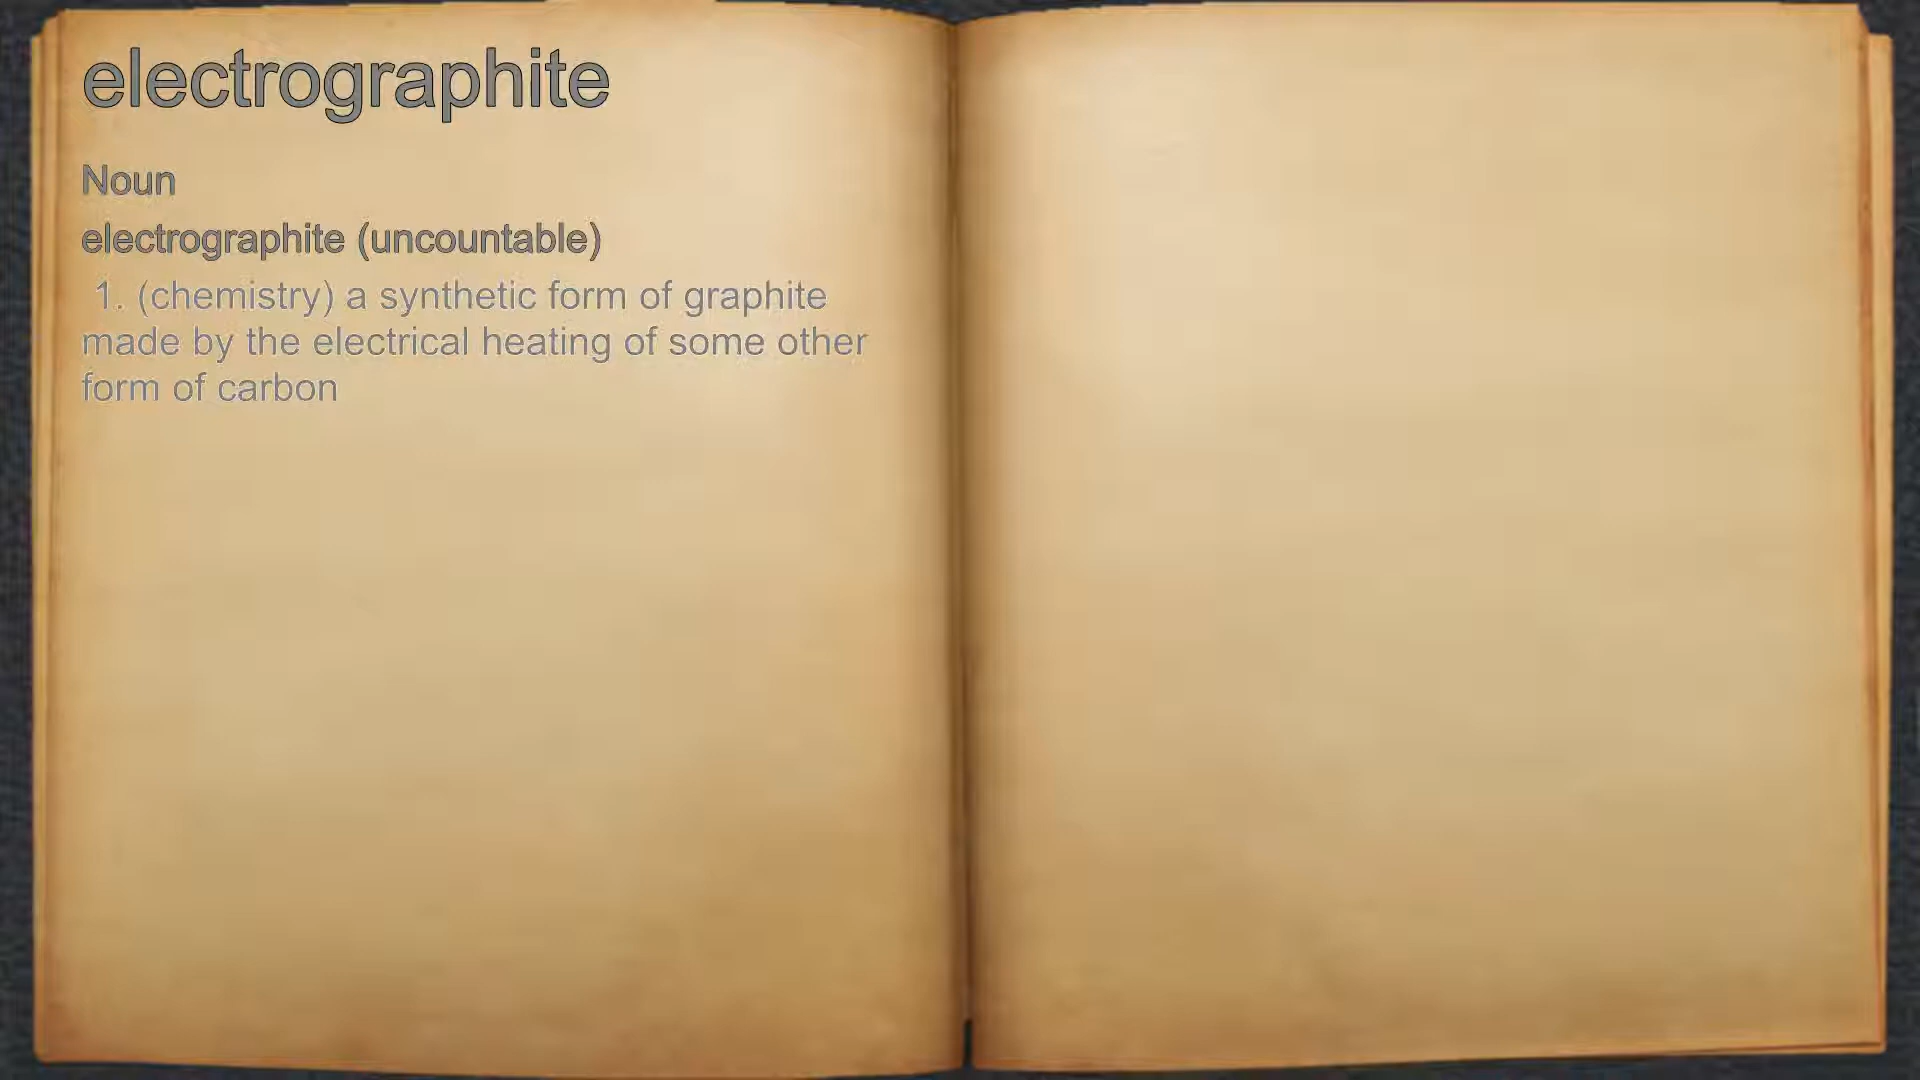 electrographite
Noun
electrographite (uncountable)
1. (chemistry) a synthetic form of graphite
made by the electrical heating of some other
form of carbon